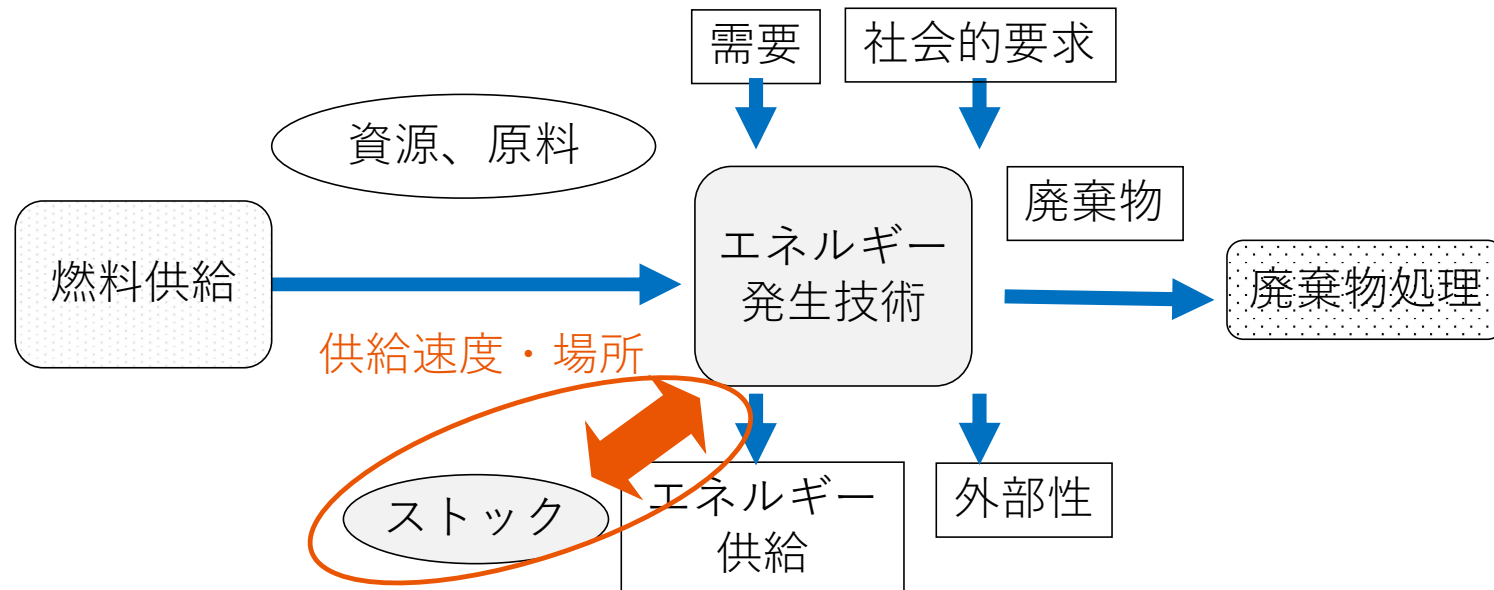 需要
社会的要求
資源、原料
廃棄物
燃料供給
エネルギー
発生技術
廃棄物処理
供給速度・場所
ストック
エネルギー
供給
外部性